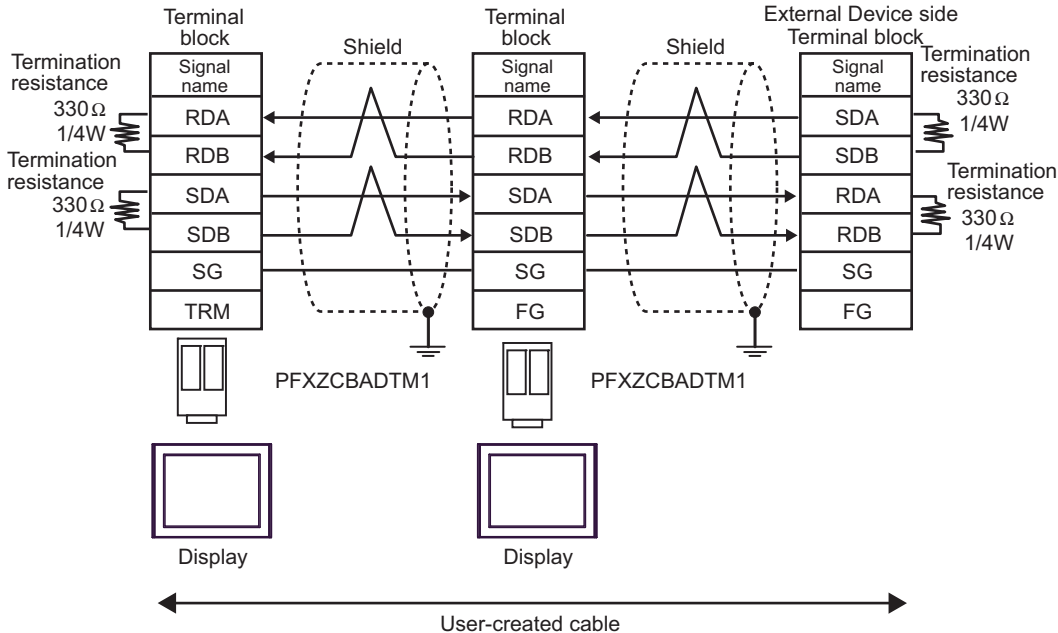 Terminal
block
Terminal
block
External Device side
Terminal block
Shield
Shield
Termination
resistance
330Ω
1/4W
Termination
resistance
330Ω
1/4W
Signal
name
RDA
RDB
SDA
SDB
SG
TRM
Signal
name
RDA
RDB
SDA
SDB
SG
FG
Signal
name
SDA
SDB
RDA
RDB
SG
FG
Termination
resistance
330Ω
1/4W
Termination
resistance
330Ω
1/4W
PFXZCBADTM1
PFXZCBADTM1
Display
Display
User-created cable